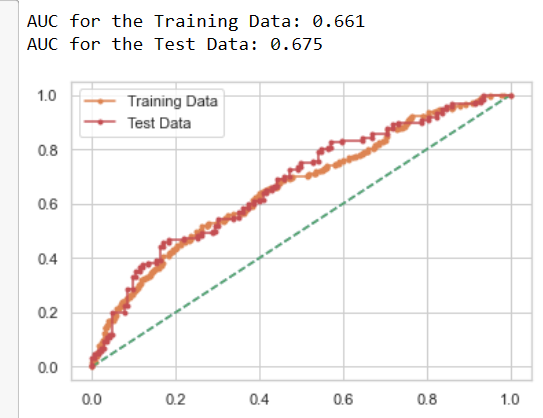 AUC for the Training Data: 0.661
AUC for the Test Data: 0.675
1.0
Training Data
Test Data
0.8
0.6
0.4
0.2
0.0
0.0 0.2 0.4 0.6 0.8 1.0